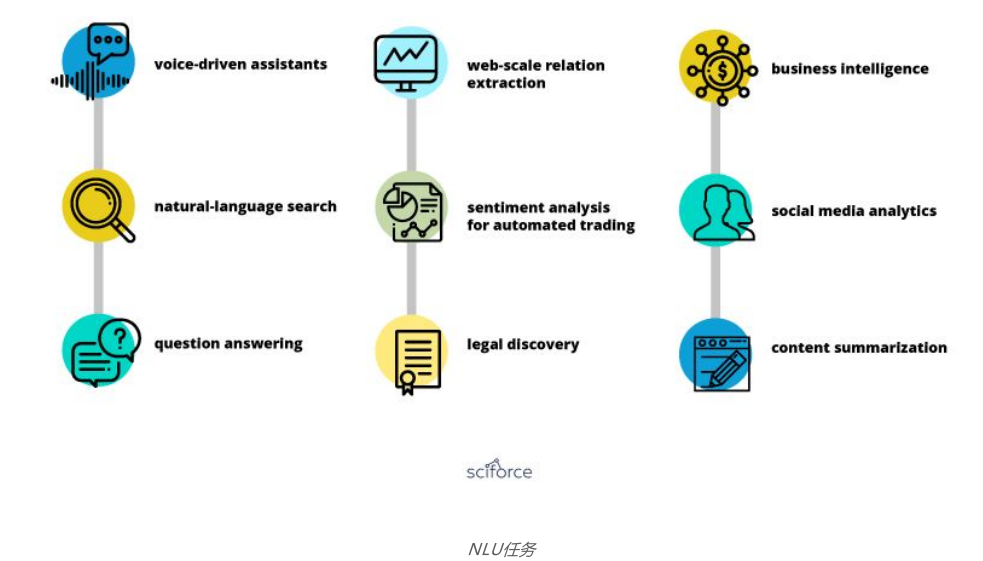 voice-driven assistants
natural-language search
question answering
web-scale relation
extraction
sentiment analysis
for automated trading
legal discovery
business intelligence
social media analytics
content summarization
sciforce
NLU任务